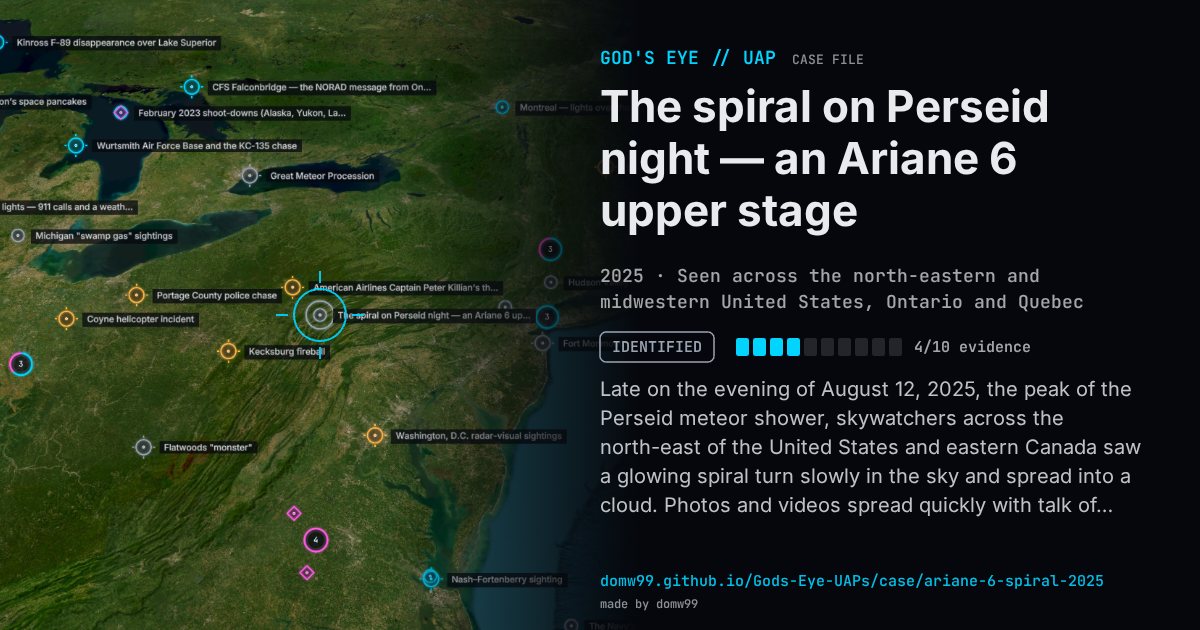 Kinross F-89 disappearance over Lake Superior
CFS Falconbridge — the NORAD message from On...
on's space pancakes
February 2023 shoot-downs (Alaska, Yukon, La...
Montreal — lights ove
Wurtsmith Air Force Base and the KC-135 chase
Great Meteor Procession
lights — 911 calls and a weath...
Michigan "swamp gas" sightings
3
Hudson
American Airlines Captain Peter Killian's th...
Portage County police chase
The spiral on Perseid night — an Ariane 6 up...
3
Coyne helicopter incident
Fort Monm
Kecksburg fireball
3
Washington, D.C. radar-visual sightings
Flatwoods "monster"
4
Nash-Fortenberry sighting
GOD'S EYE // UAP CASE FILE
The spiral on Perseid
night — an Ariane 6
upper stage
2025 · Seen across the north-eastern and
midwestern United States, Ontario and Quebec
IDENTIFIED 4/10 evidence
Late on the evening of August 12, 2025, the peak of the
Perseid meteor shower, skywatchers across the
north-east of the United States and eastern Canada saw
a glowing spiral turn slowly in the sky and spread into a
cloud. Photos and videos spread quickly with talk of...
domw99.github.io/Gods-Eye-UAPs/case/ariane-6-spiral-2025
made by domw99